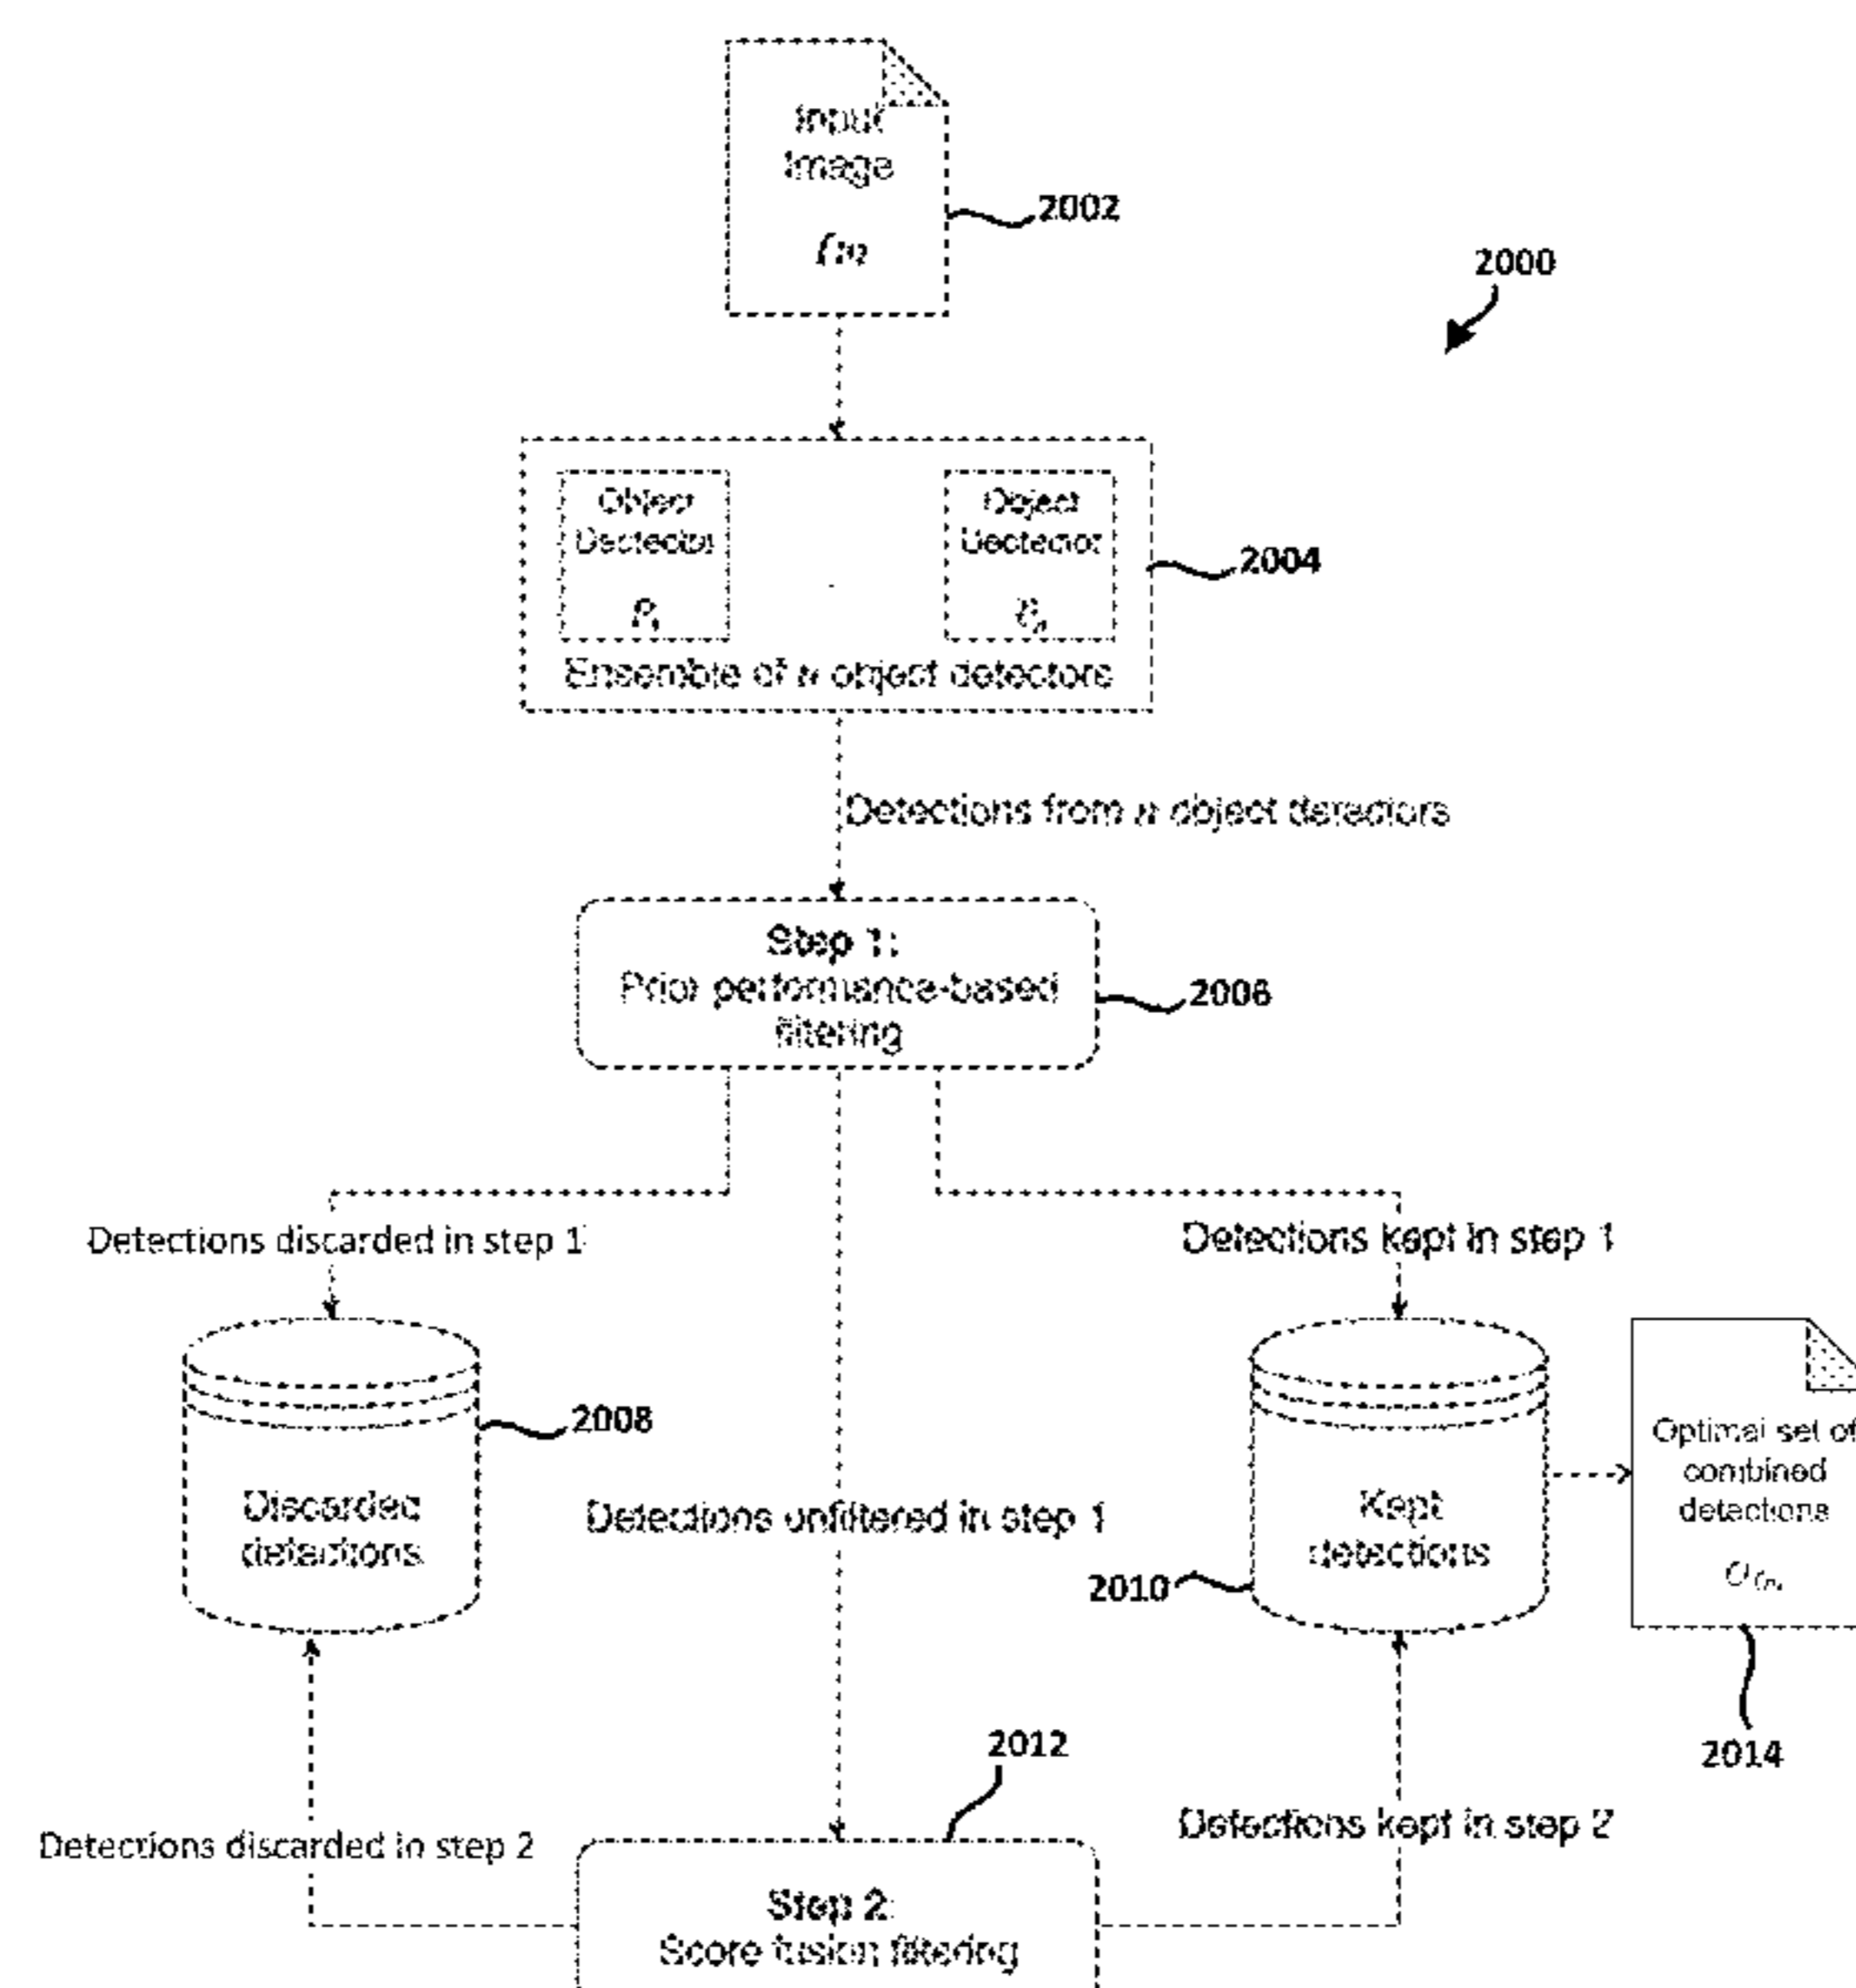 Input
Image
Im
2002
2000
Object
Dectector
Object
Dectector
2004
Ensemble of n object detectors
Detections from n object detectors
Step 1:
Prior performance-based
filtering
2006
Detections discarded in step 1
Detections kept in step 1
2008
Discarded
detections
Detections unfiltered in step 1
Kept
detections
2010
Optimal set of
combined
detections
2014
2012
Detections discarded in step 2
Detections kept in step 2
Step 2:
Score fusion filtering